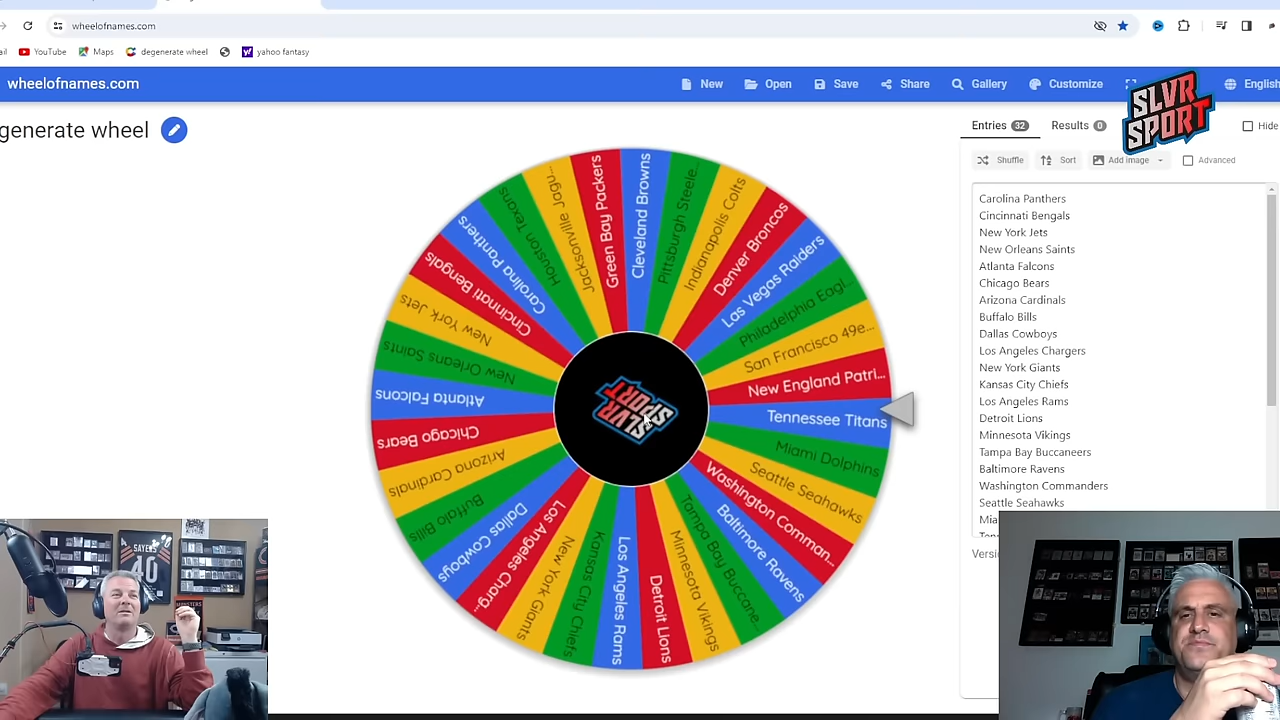 wheelofnames.com
YouTube
Maps
degenerate wheel
yahoo fantasy
wheelofnames.com
New
Open
Save
Share
Gallery
Customize
English
SLVR
SPORT
generate wheel
Entries 32
Results 0
Hide
Shuffle
Sort
Add image
Advanced
Carolina Panthers
Cincinnati Bengals
New York Jets
New Orleans Saints
Atlanta Falcons
Chicago Bears
Arizona Cardinals
Buffalo Bills
Dallas Cowboys
Los Angeles Chargers
New York Giants
Kansas City Chiefs
Los Angeles Rams
Detroit Lions
Minnesota Vikings
Tampa Bay Buccaneers
Baltimore Ravens
Washington Commanders
Seattle Seahawks
Cleveland Browns
Pittsburgh Steele...
Indianapolis Colts
Denver Broncos
Las Vegas Raiders
Philadelphia Eagl...
San Francisco 49e...
New England Patri...
Tennessee Titans
Miami Dolphins
Seattle Seahawks
Washington Comman...
Baltimore Ravens
Tampa Bay Buccane...
Minnesota Vikings
Detroit Lions
Los Angeles Rams
Kansas City Chiefs
New York Giants
Los Angeles Charg...
Dallas Cowboys
Buffalo Bills
Arizona Cardinals
Chicago Bears
Atlanta Falcons
New Orleans Saints
New York Jets
Cincinnati Bengals
Carolina Panthers
Houston Texans
Jacksonville Jagu...
Green Bay Packers
SLVR
SPORT
SAYERS
40